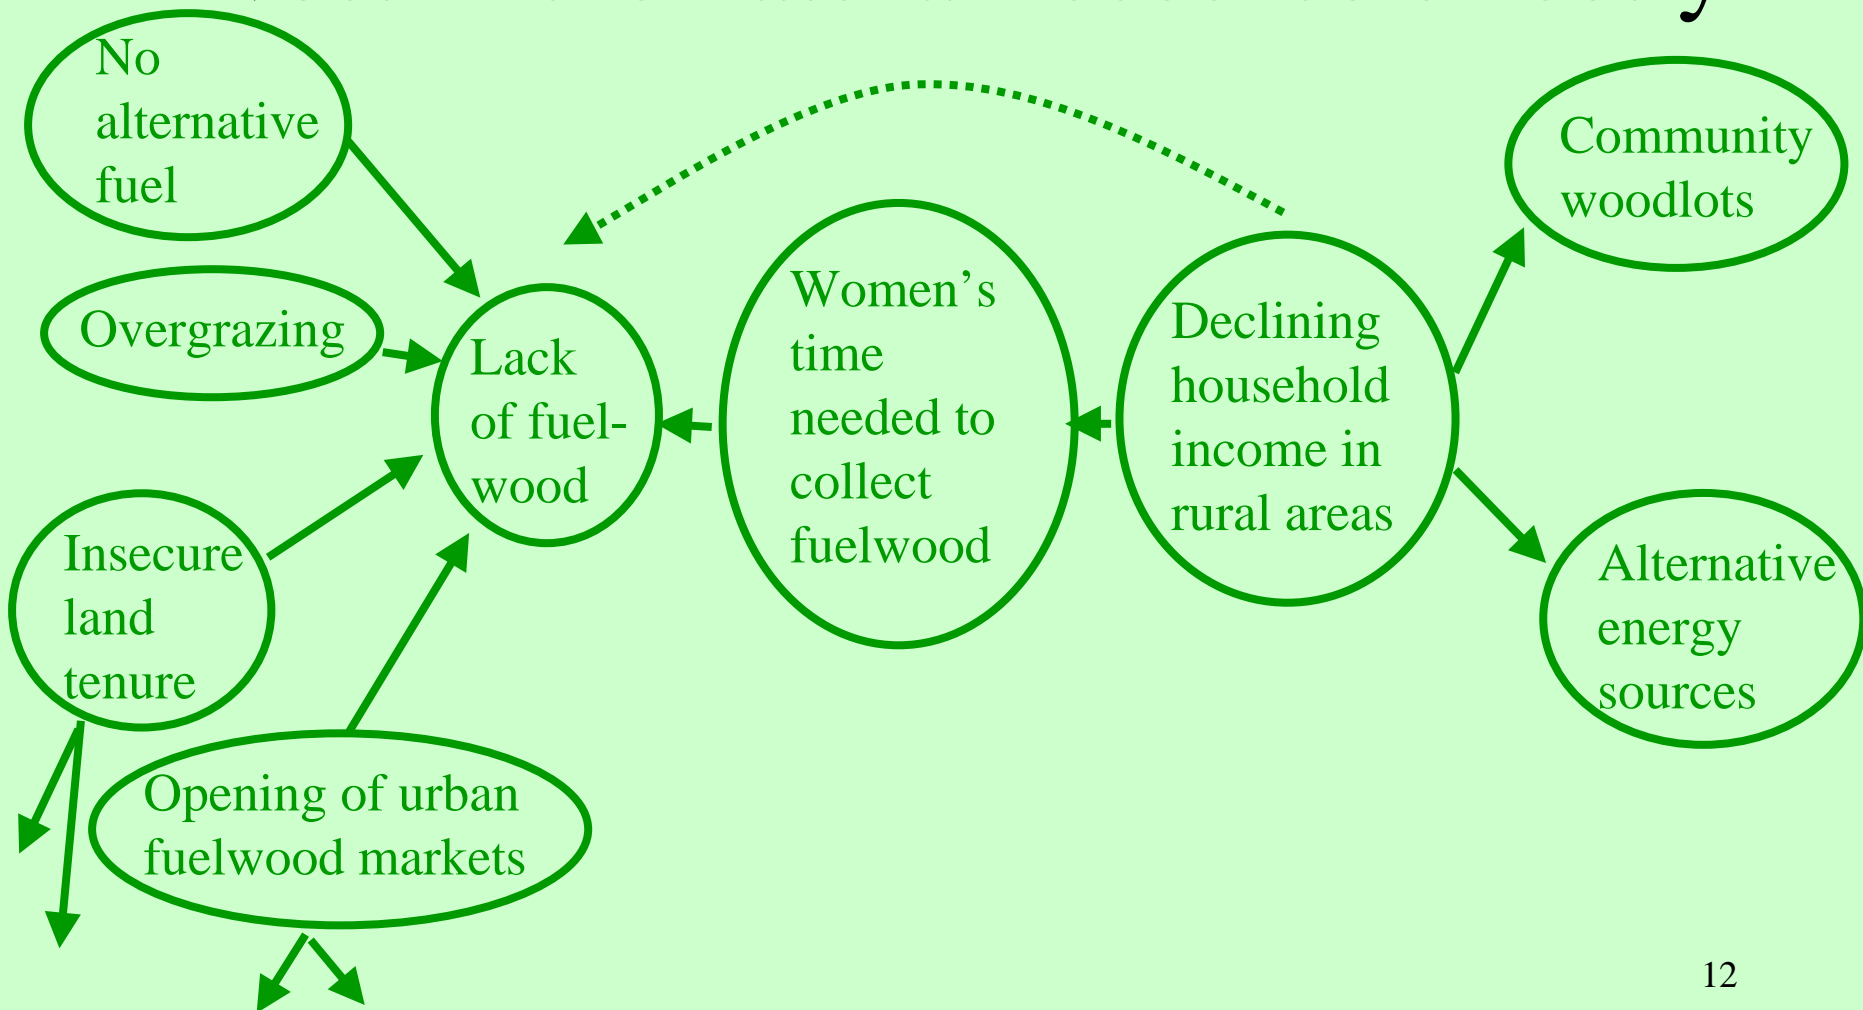 No
alternative
fuel
Overgrazing
Lack
of fuel-
wood
Insecure
land
tenure
Opening of urban
fuelwood markets
Women’s
time
needed to
collect
fuelwood
Declining
household
income in
rural areas
Community
woodlots
Alternative
energy
sources
12